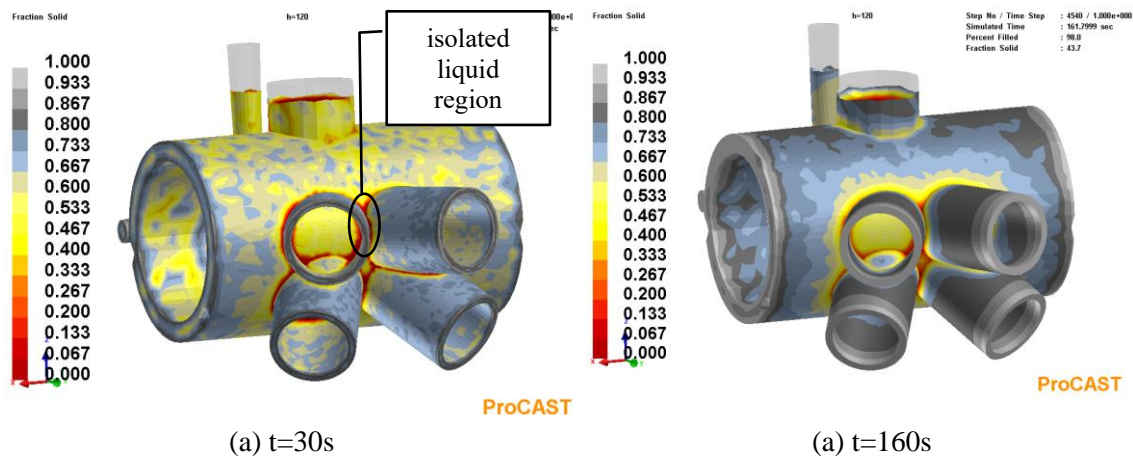 Fraction Solid
h=120
00e+0
ec
isolated
liquid
region
1.000
0.933
0.867
0.800
0.733
0.667
0.600
0.533
0.467
0.400
0.333
0.267
0.200
0.133
0.067
0.000
X
Z
Y
ProCAST
(a) t=30s
Fraction Solid
h=120
Step No / Time Step : 4540 / 1.000e+0
Simulated Time : 161.7999 sec
Percent Filled : 98.0
Fraction Solid : 43.7
1.000
0.933
0.867
0.800
0.733
0.667
0.600
0.533
0.467
0.400
0.333
0.267
0.200
0.133
0.067
0.000
X
Z
Y
ProCAST
(a) t=160s